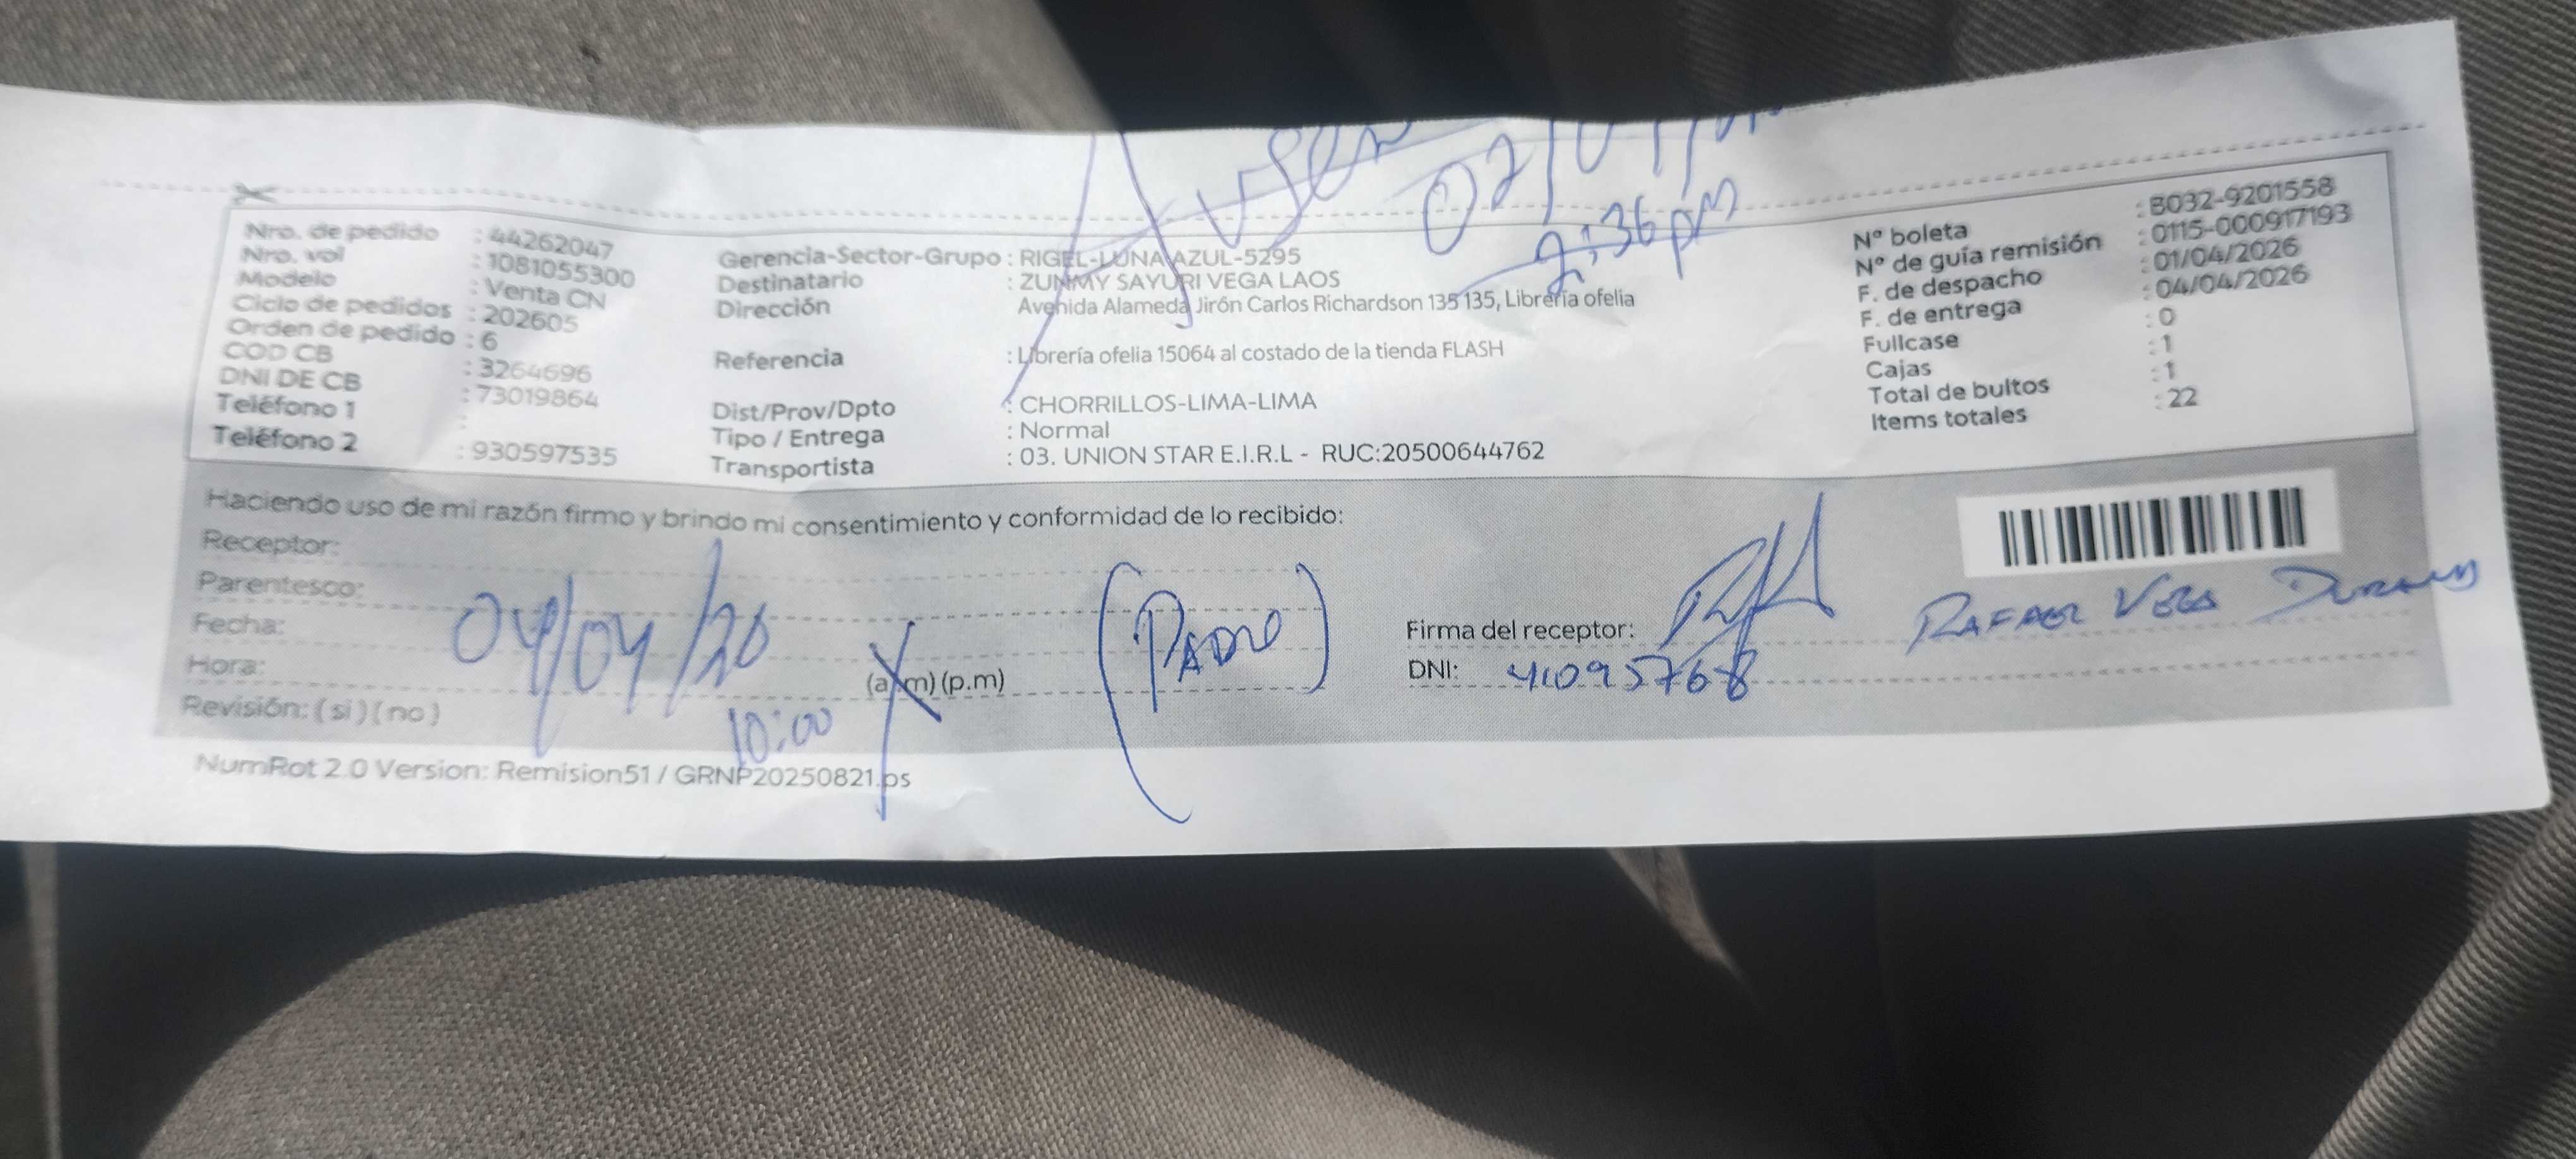 02/04/
2:36 pm
Nro. de pedido : 44262047
Nro. vol : 1081055300
Modelo : Venta CN
Ciclo de pedidos : 202605
Orden de pedido : 6
COD CB : 3264696
DNI DE CB : 73019864
Teléfono 1 :
Teléfono 2 : 930597535
Gerencia-Sector-Grupo : RIGEL-LUNA AZUL-5295
Destinatario : ZUNMY SAYURI VEGA LAOS
Dirección Avenida Alameda Jirón Carlos Richardson 135 135, Librería ofelia
Referencia : Librería ofelia 15064 al costado de la tienda FLASH
Dist/Prov/Dpto : CHORRILLOS-LIMA-LIMA
Tipo / Entrega : Normal
Transportista : 03. UNION STAR E.I.R.L - RUC:20500644762
Nº boleta : B032-9201558
Nº de guía remisión : 0115-000917193
F. de despacho : 01/04/2026
F. de entrega : 04/04/2026
Fullcase : 0
Cajas : 1
Total de bultos : 1
Items totales : 22
Haciendo uso de mi razón firmo y brindo mi consentimiento y conformidad de lo recibido:
Receptor:
Parentesco:
Fecha: 04/04/26
Hora: 10:00 (a.m) (p.m)
Revisión: ( si ) ( no )
(PADRE)
Firma del receptor:
DNI: 41095768
RAFAEL VEGA DURAND
NumRot 2.0 Version: Remision51 / GRNP20250821.ps